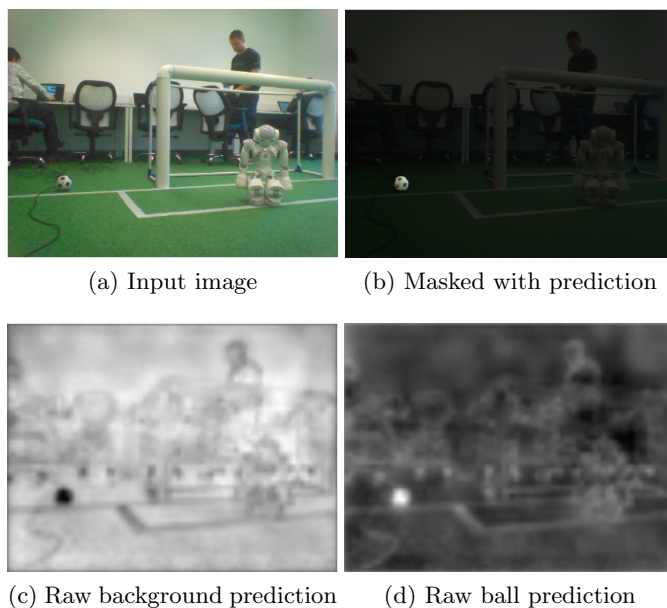 (a) Input image
(b) Masked with prediction
(c) Raw background prediction
(d) Raw ball prediction